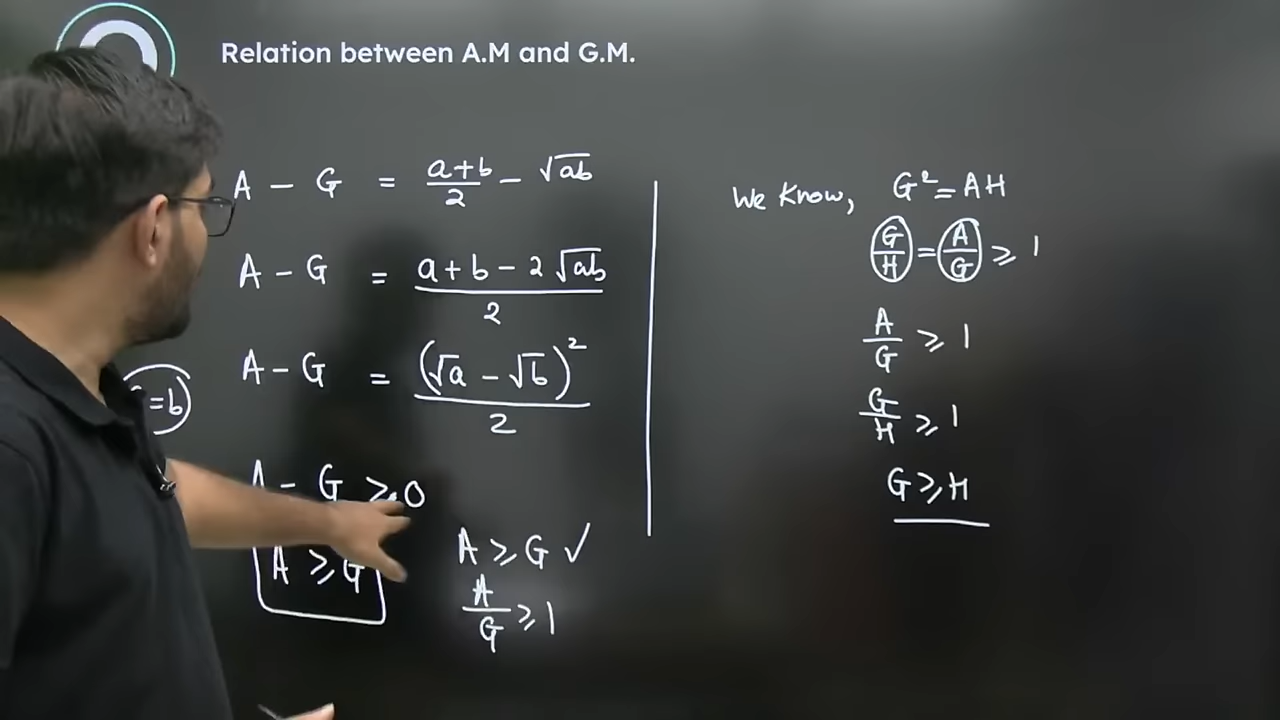 Relation between A.M and G.M.
A - G = a+b/2 - √ab
A - G = a+b-2√ab/2
A - G = (√a - √b)²/2
=b
A - G ≥ 0
A ≥ G
A ≥ G ✓
A/G ≥ 1
We Know, G² = AH
G/H = A/G ≥ 1
A/G ≥ 1
G/H ≥ 1
G ≥ H